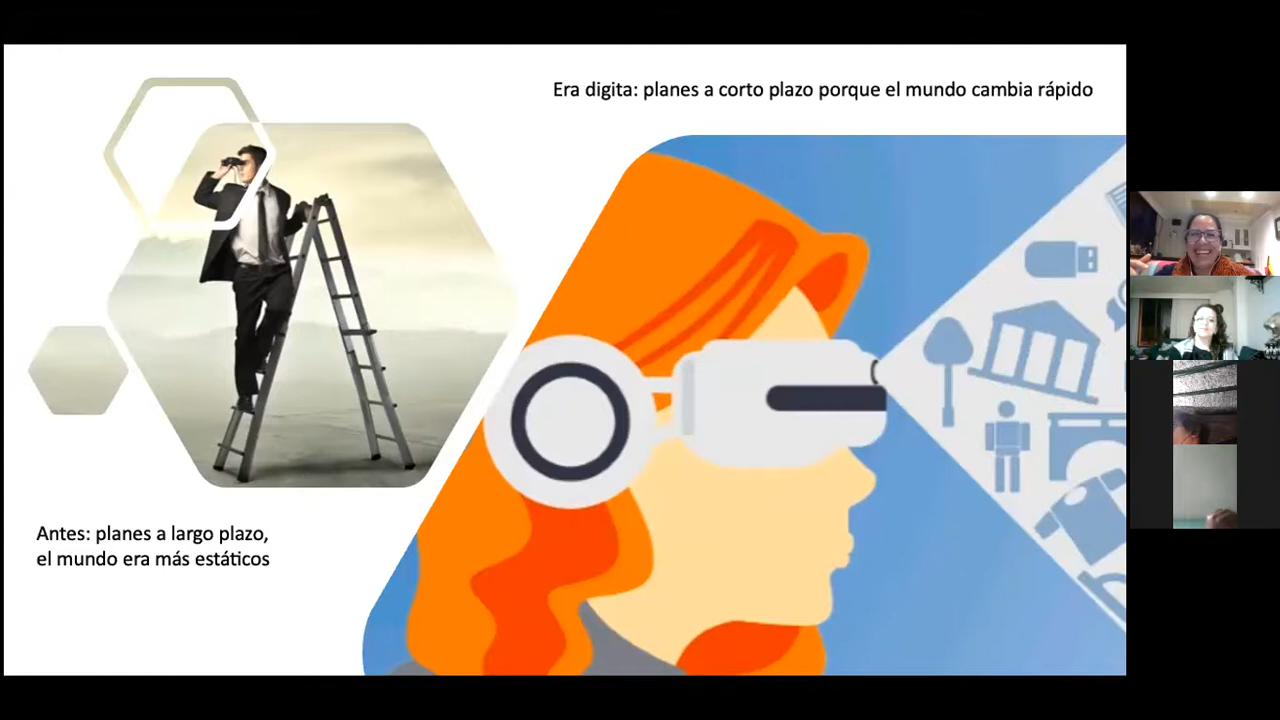 Era digita: planes a corto plazo porque el mundo cambia rápido
Antes: planes a largo plazo,
el mundo era más estáticos